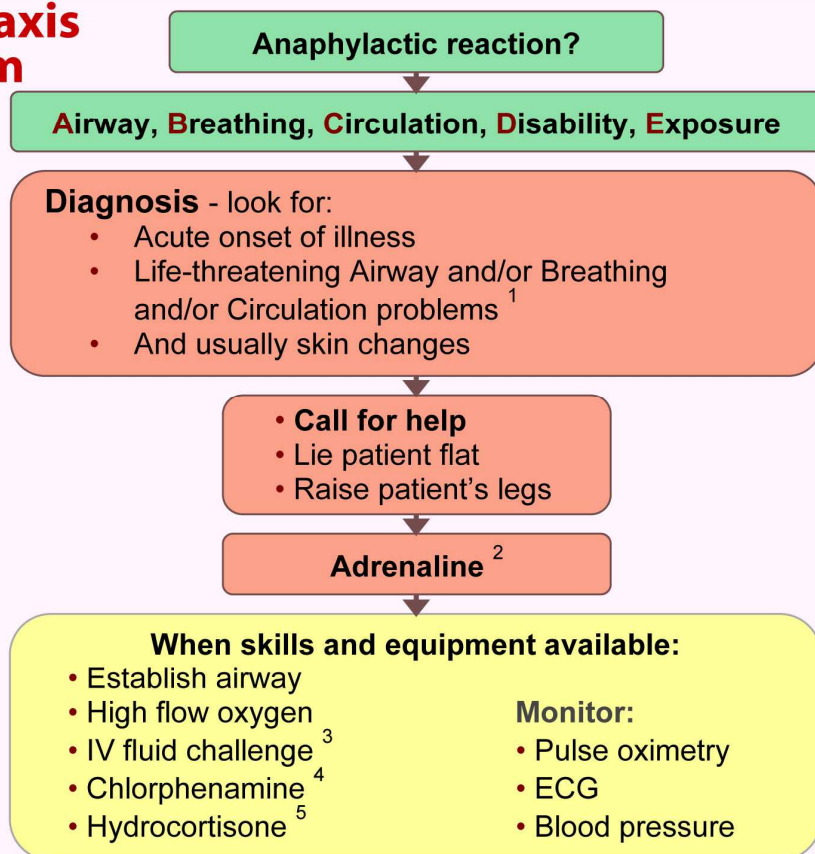 axis
m
Anaphylactic reaction?
Airway, Breathing, Circulation, Disability, Exposure
Diagnosis - look for:
• Acute onset of illness
• Life-threatening Airway and/or Breathing
and/or Circulation problems 1
• And usually skin changes
• Call for help
• Lie patient flat
• Raise patient's legs
Adrenaline 2
When skills and equipment available:
• Establish airway
• High flow oxygen
• IV fluid challenge 3
• Chlorphenamine 4
• Hydrocortisone 5
Monitor:
• Pulse oximetry
• ECG
• Blood pressure